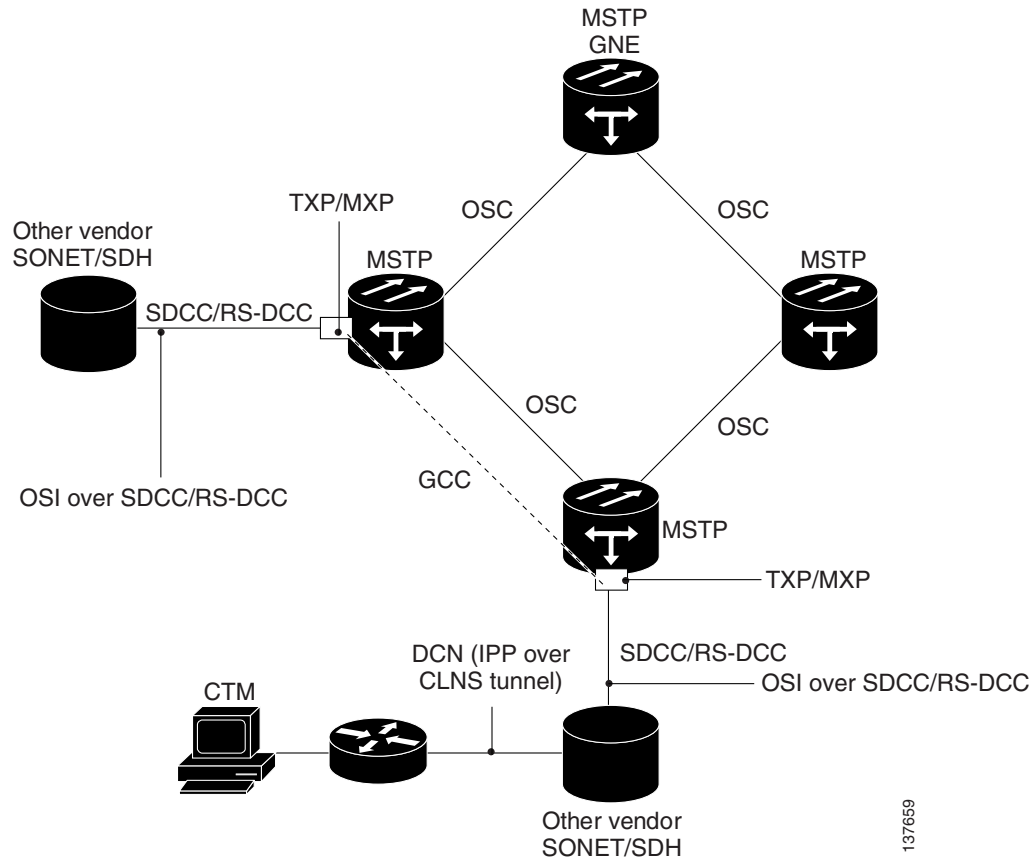 MSTP
GNE
TXP/MXP
OSC
OSC
Other vendor
SONET/SDH
MSTP
MSTP
SDCC/RS-DCC
OSC
OSC
GCC
OSI over SDCC/RS-DCC
MSTP
TXP/MXP
DCN (IPP over
CLNS tunnel)
SDCC/RS-DCC
OSI over SDCC/RS-DCC
CTM
Other vendor
SONET/SDH
137659